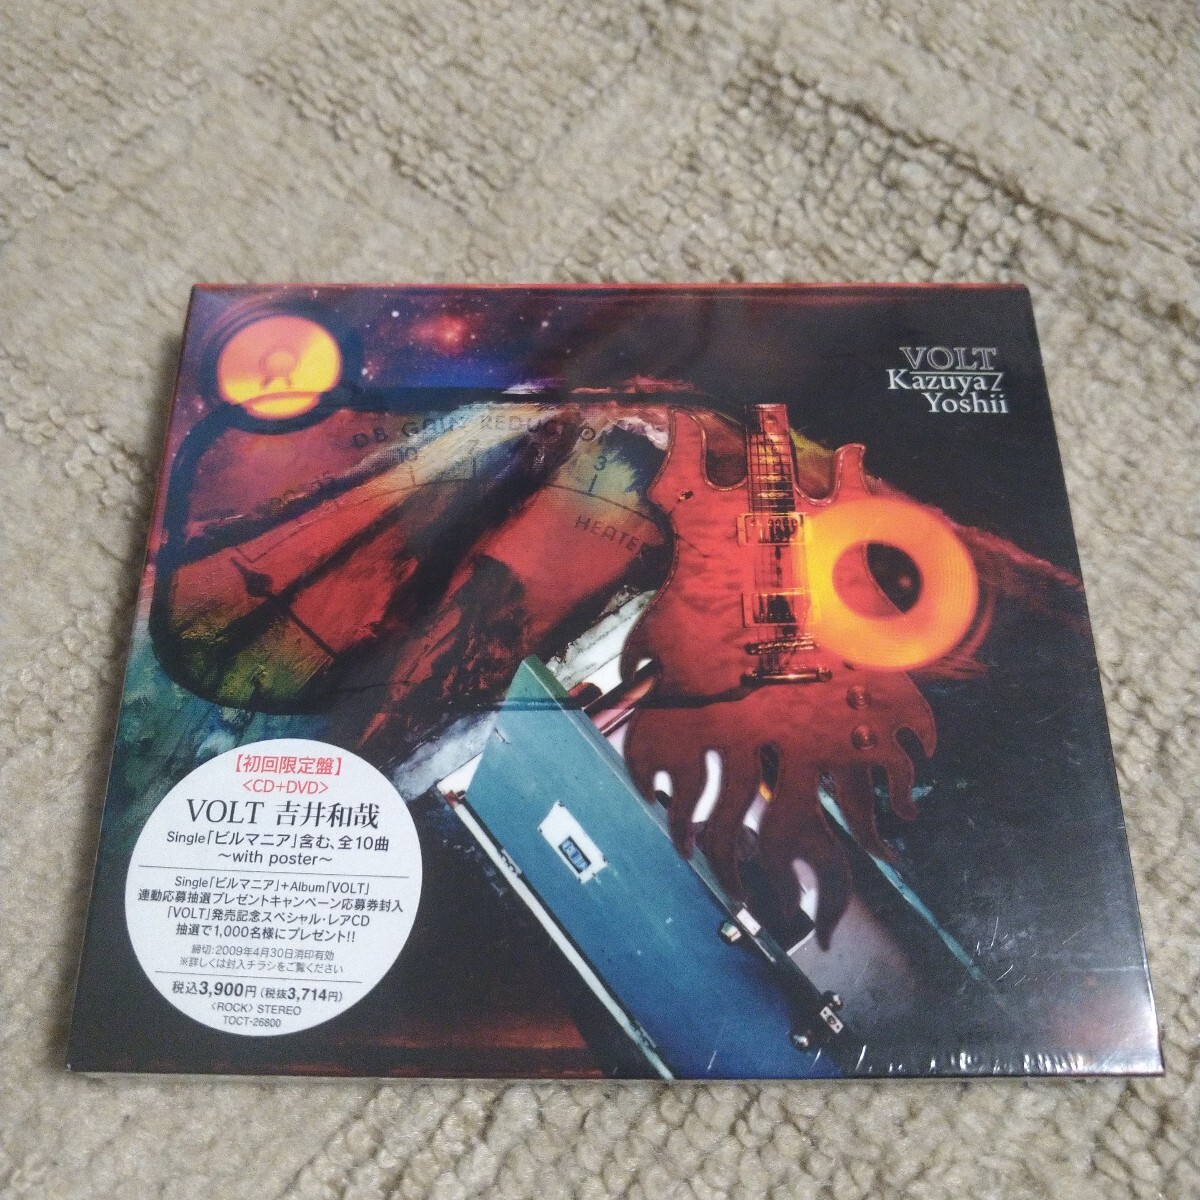 VOLT
Kazuya
Yoshii
DB GAIN REDUCTION
10 7 5 3 1
HEATER
【初回限定盤】
<CD+DVD>
VOLT 吉井和哉
Single「ビルマニア」含む、全10曲
～with poster～
Single「ビルマニア」+Album「VOLT」
連動応募抽選プレゼントキャンペーン応募券封入
「VOLT」発売記念スペシャル・レアCD
抽選で1,000名様にプレゼント!!
締切:2009年4月30日消印有効
※詳しくは封入チラシをご覧ください
税込3,900円(税抜3,714円)
〈ROCK〉 STEREO
TOCT-26800